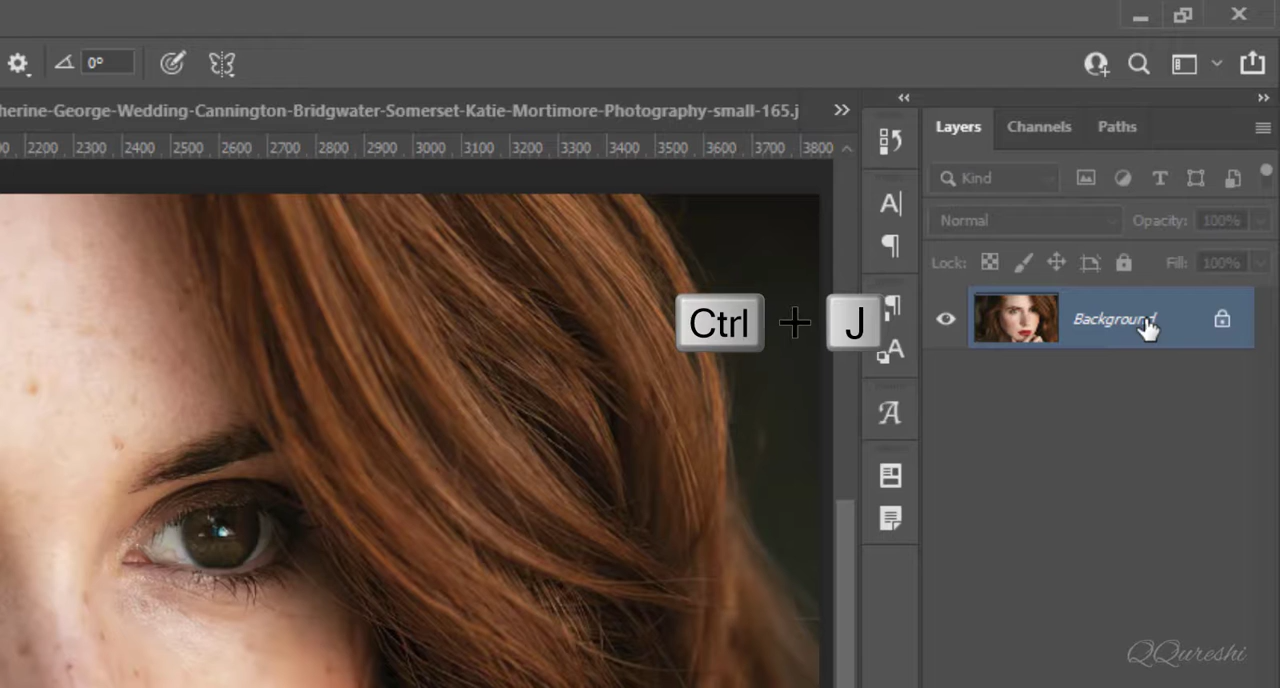 0°
herine-George-Wedding-Cannington-Bridgwater-Somerset-Katie-Mortimore-Photography-small-165.j
2200 2300 2400 2500 2600 2700 2800 2900 3000 3100 3200 3300 3400 3500 3600 3700 3800
Layers Channels Paths
Kind
Normal Opacity: 100%
Lock: Fill: 100%
Ctrl + J
Background
QQureshi